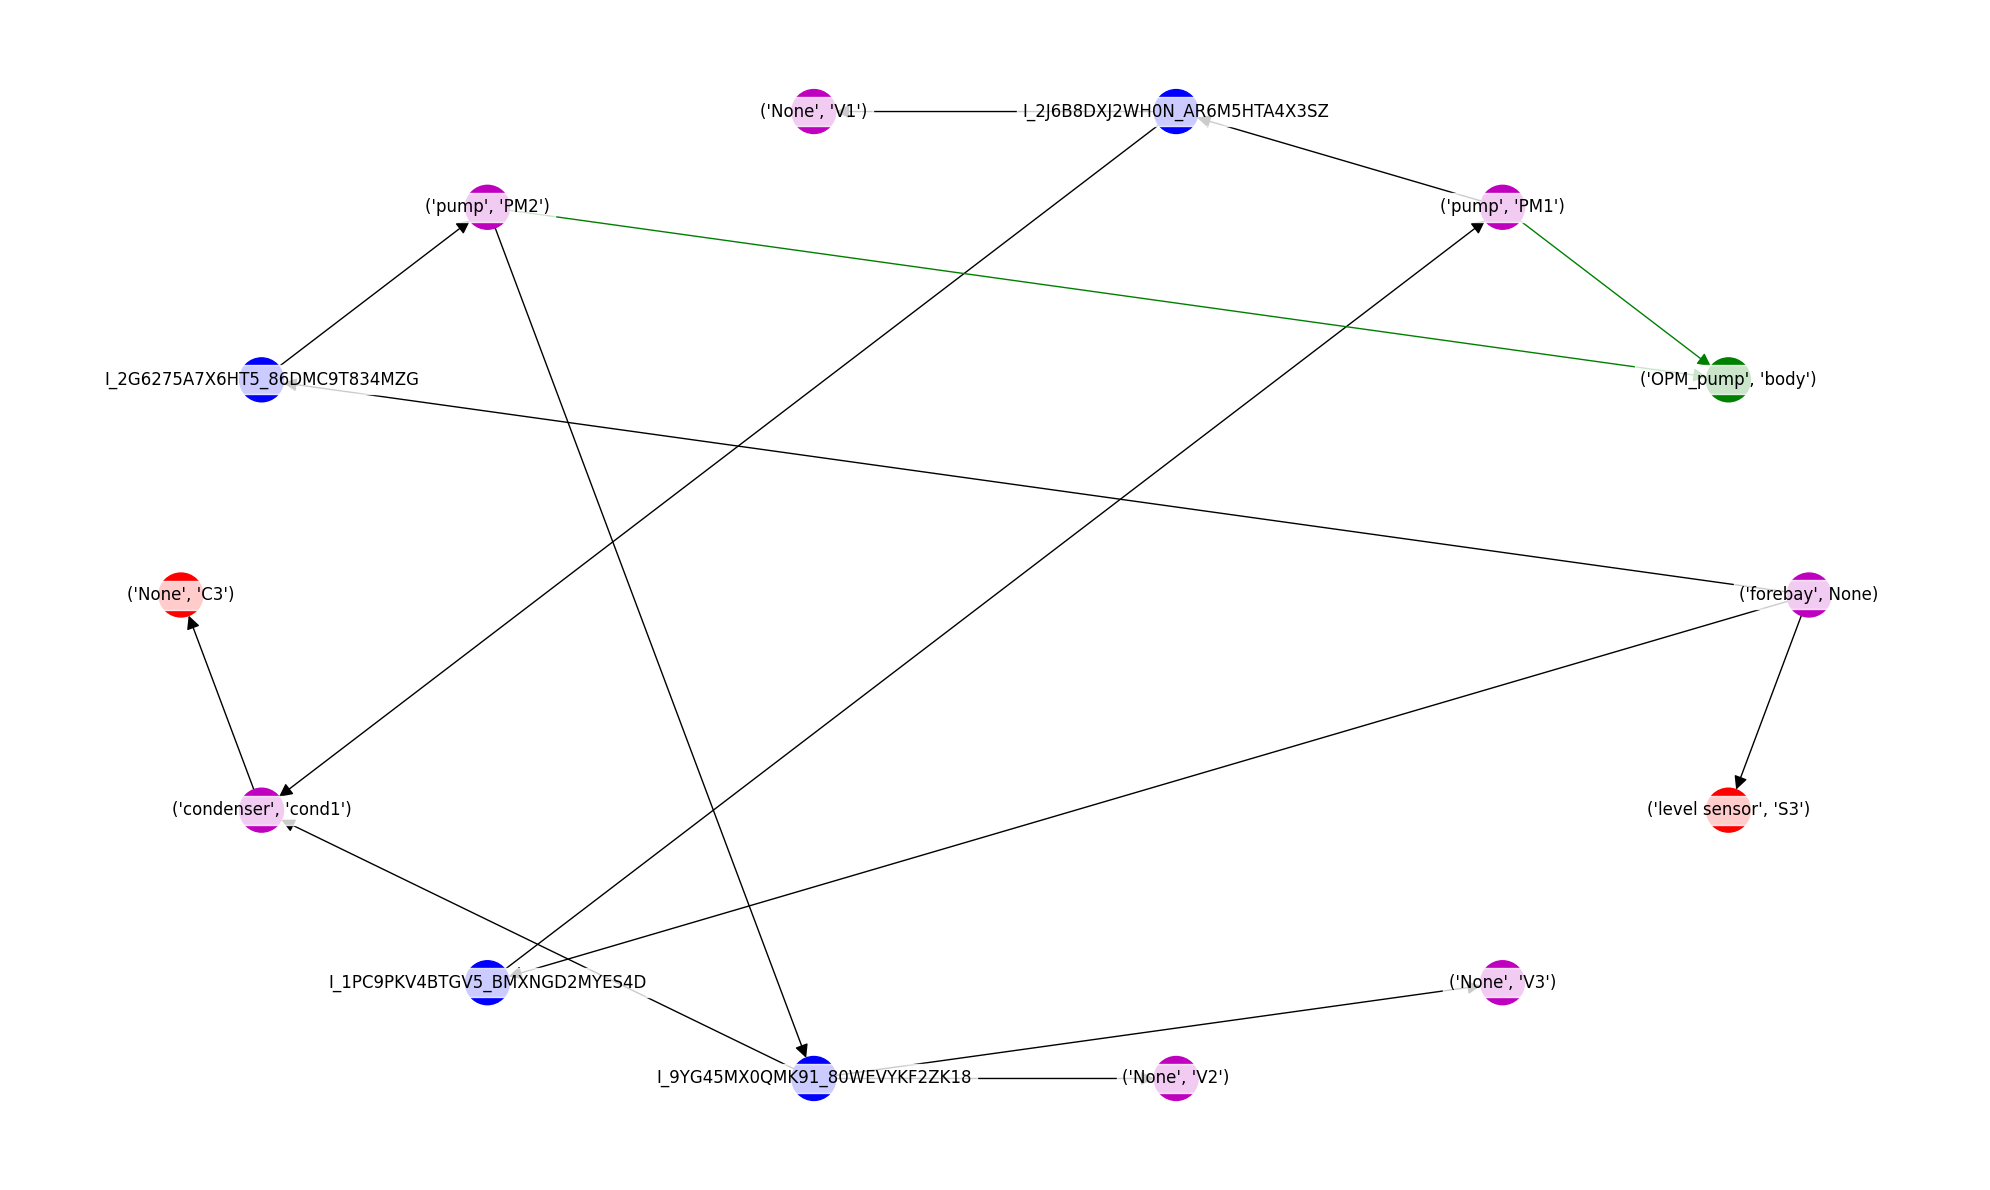 ('None', 'V1')
I_2J6B8DXJ2WH0N_AR6M5HTA4X3SZ
('pump', 'PM2')
('pump', 'PM1')
I_2G6275A7X6HT5_86DMC9T834MZG
('OPM_pump', 'body')
('None', 'C3')
('forebay', None)
('condenser', 'cond1')
('level sensor', 'S3')
I_1PC9PKV4BTGV5_BMXNGD2MYES4D
('None', 'V3')
I_9YG45MX0QMK91_80WEVYKF2ZK18
('None', 'V2')